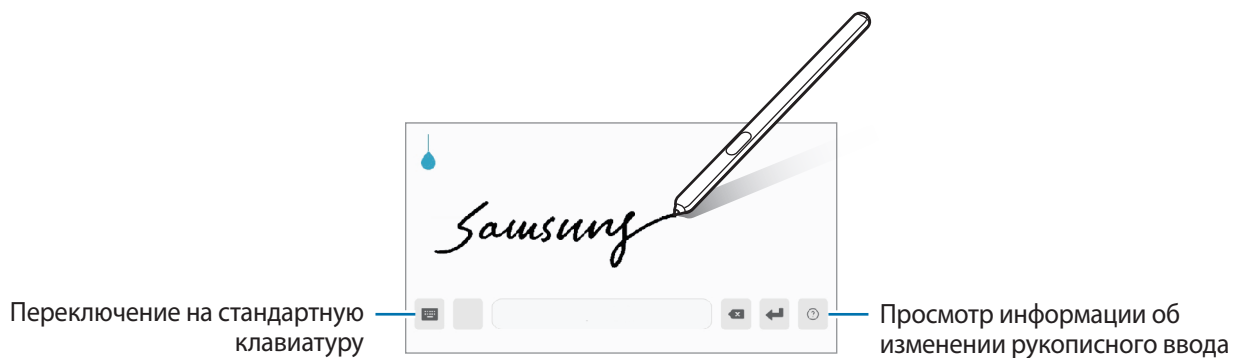 Samsung
Переключение на стандартную
клавиатуру
Просмотр информации об
изменении рукописного ввода